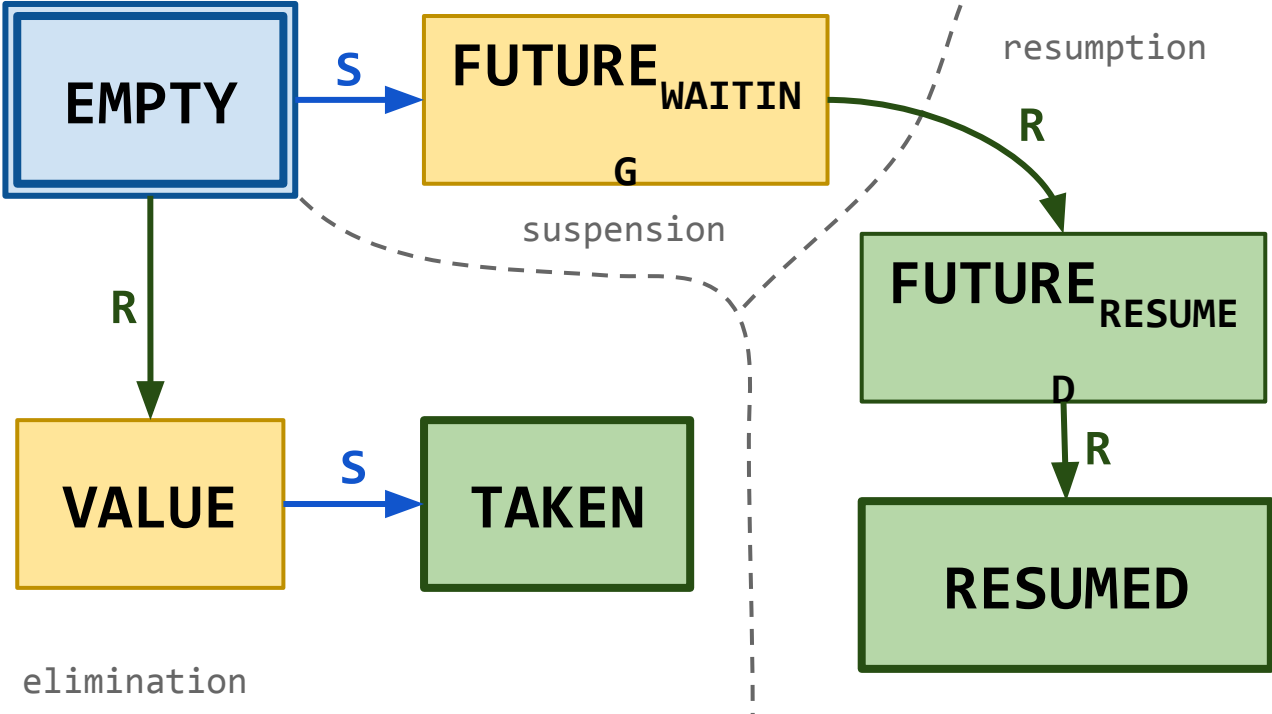 EMPTY
S
FUTURE WAITIN
G
resumption
R
suspension
R
FUTURE RESUME
D
R
VALUE
S
TAKEN
RESUMED
elimination